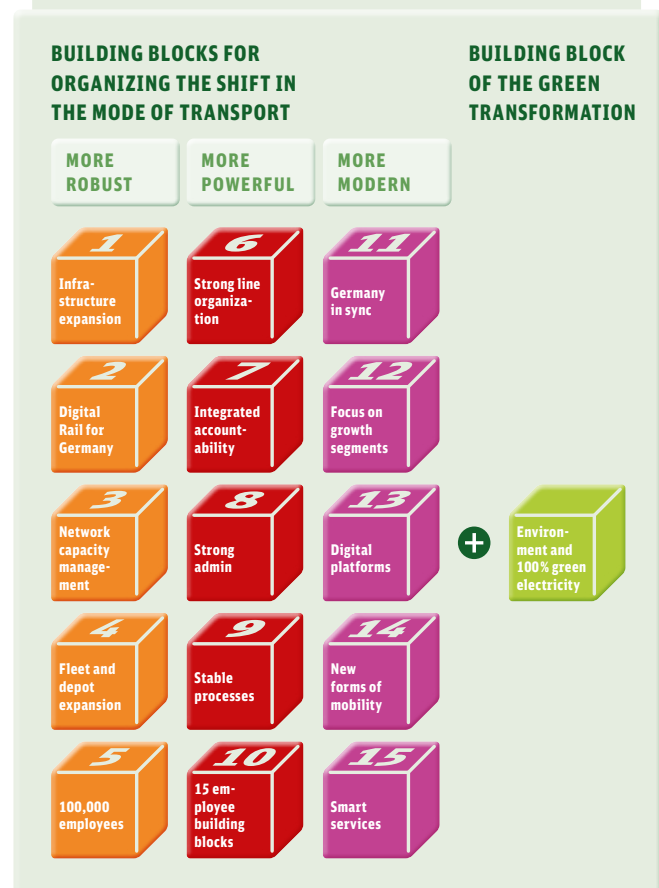 BUILDING BLOCKS FOR
ORGANIZING THE SHIFT IN
THE MODE OF TRANSPORT
BUILDING BLOCK
OF THE GREEN
TRANSFORMATION
MORE
ROBUST
MORE
POWERFUL
MORE
MODERN
1
Infra-
structure
expansion
6
Strong line
organiza-
tion
11
Germany
in sync
2
Digital
Rail for
Germany
7
Integrated
account-
ability
12
Focus on
growth
segments
3
Network
capacity
manage-
ment
8
Strong
admin
13
Digital
platforms
+
Environ-
ment and
100% green
electricity
4
Fleet and
depot
expansion
9
Stable
processes
14
New
forms of
mobility
5
100,000
employees
10
15 em-
ployee
building
blocks
15
Smart
services